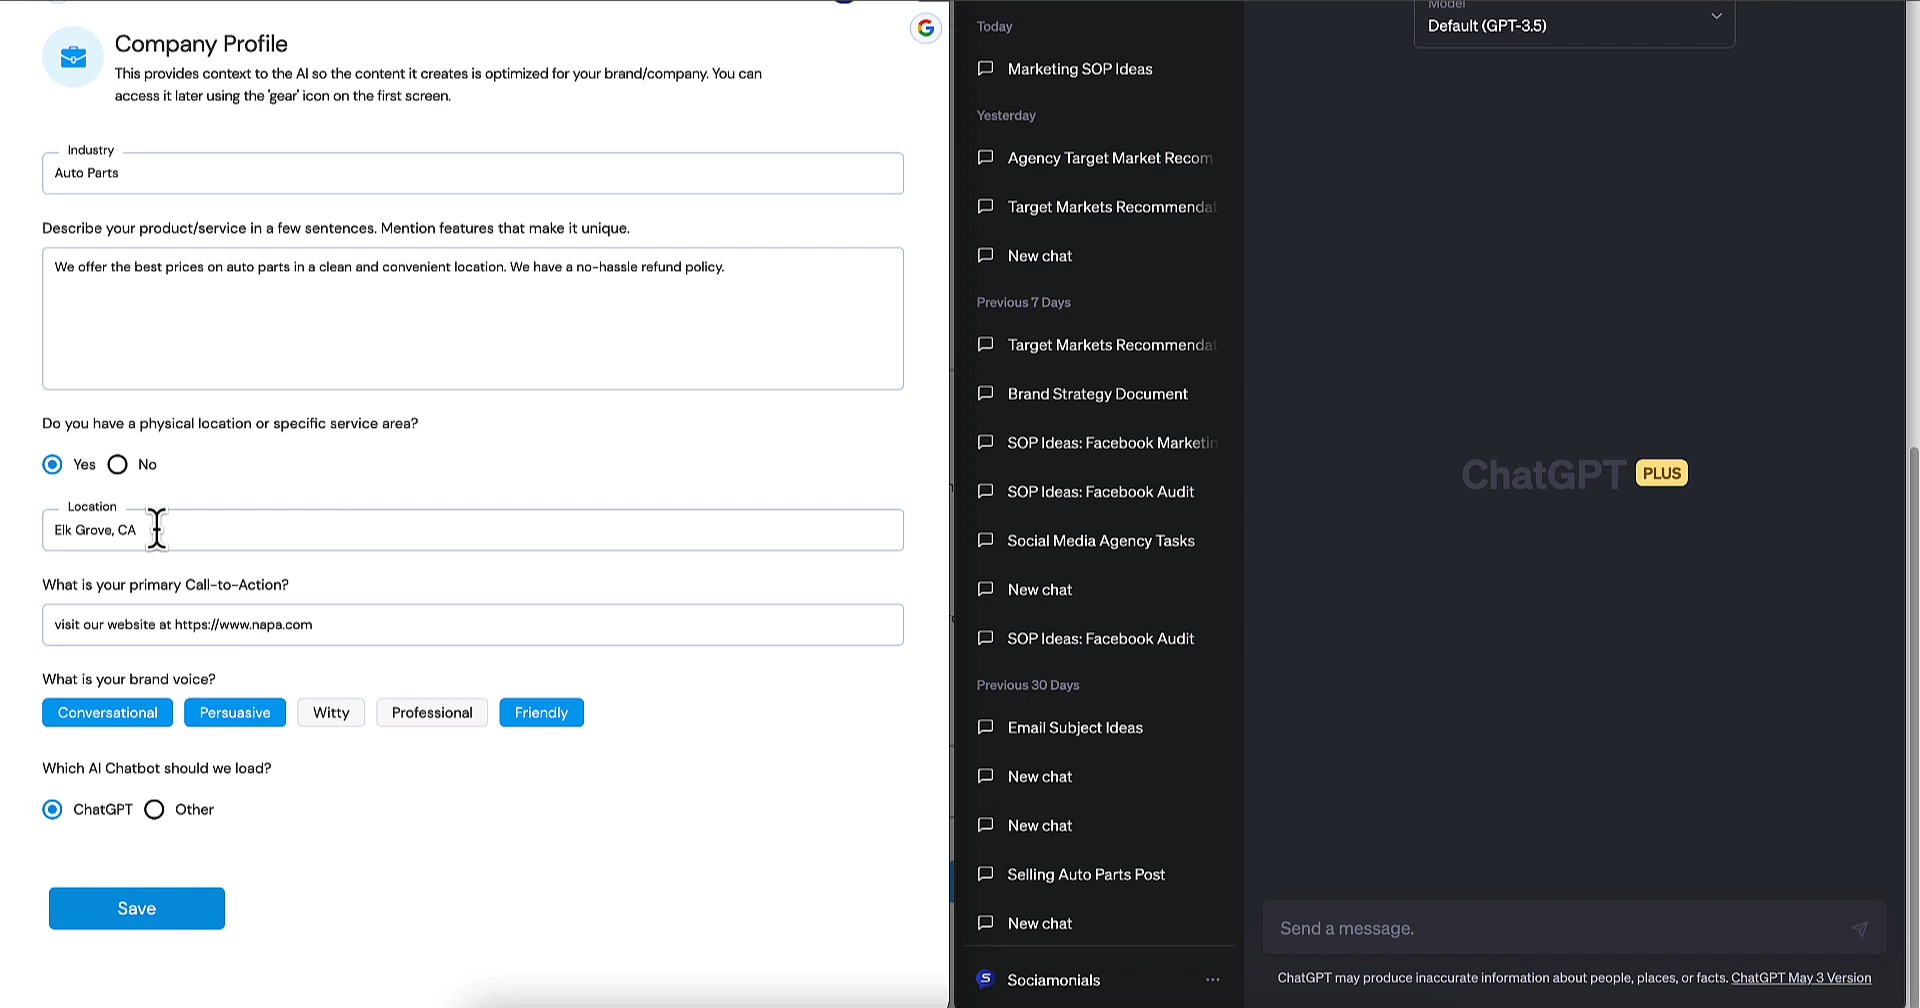 Company Profile
This provides context to the AI so the content it creates is optimized for your brand/company. You can
access it later using the 'gear' icon on the first screen.
Industry
Auto Parts
Describe your product/service in a few sentences. Mention features that make it unique.
We offer the best prices on auto parts in a clean and convenient location. We have a no-hassle refund policy.
Do you have a physical location or specific service area?
Yes No
Location
Elk Grove, CA
What is your primary Call-to-Action?
visit our website at https://www.napa.com
What is your brand voice?
Conversational Persuasive Witty Professional Friendly
Which AI Chatbot should we load?
ChatGPT Other
Save
Today
Marketing SOP Ideas
Yesterday
Agency Target Market Recom
Target Markets Recommendat
New chat
Previous 7 Days
Target Markets Recommendat
Brand Strategy Document
SOP Ideas: Facebook Marketin
SOP Ideas: Facebook Audit
Social Media Agency Tasks
New chat
SOP Ideas: Facebook Audit
Previous 30 Days
Email Subject Ideas
New chat
New chat
Selling Auto Parts Post
New chat
S Sociamonials ...
Model
Default (GPT-3.5)
ChatGPT PLUS
Send a message.
ChatGPT may produce inaccurate information about people, places, or facts. ChatGPT May 3 Version